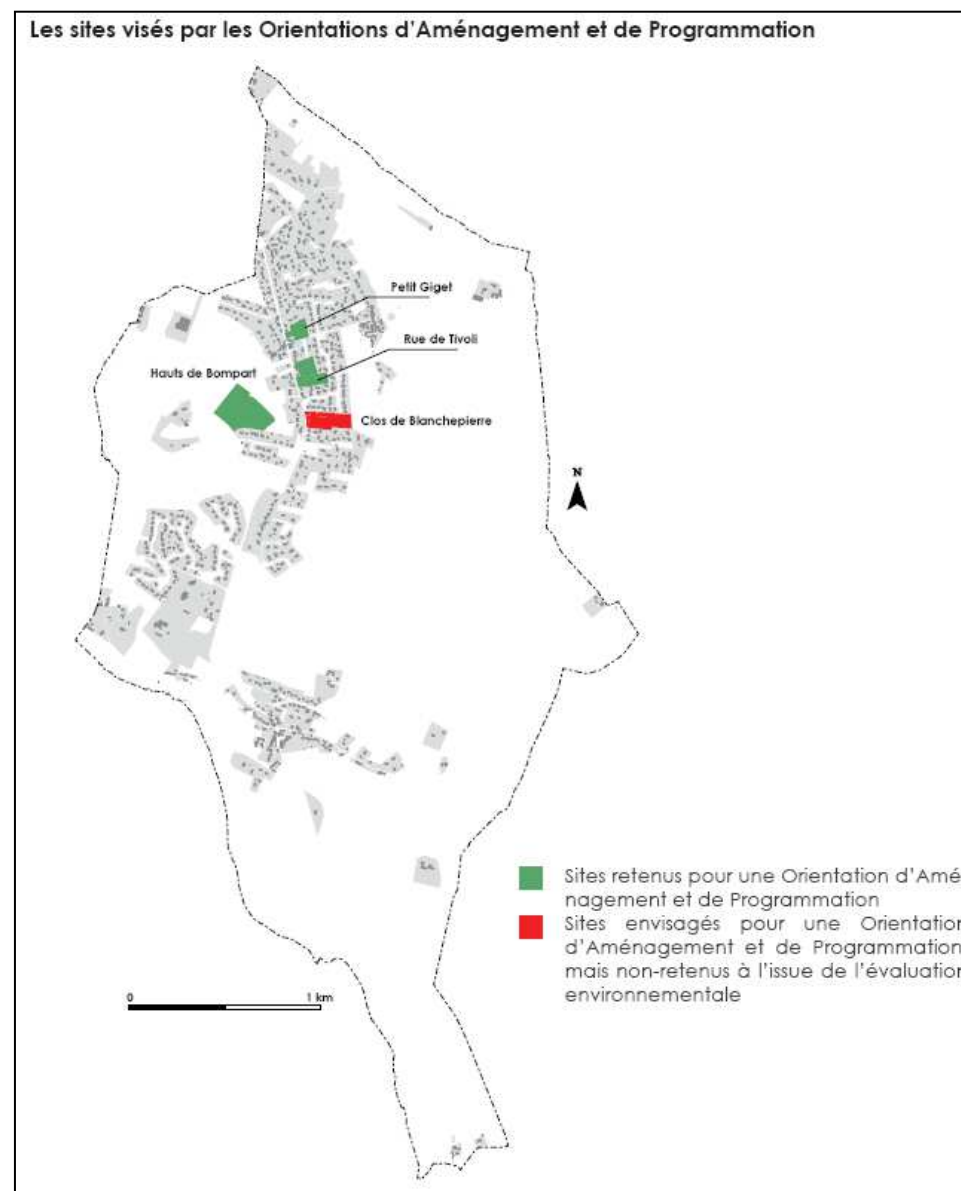 Les sites visés par les Orientations d'Aménagement et de Programmation
Petit Giget
Rue de Tivoli
Hauts de Bompart
Clos de Blanchepierre
N
Sites retenus pour une Orientation d'Amé
nagement et de Programmation
Sites envisagés pour une Orientation
d'Aménagement et de Programmation
mais non-retenus à l'issue de l'évaluation
environnementale
0 1 km